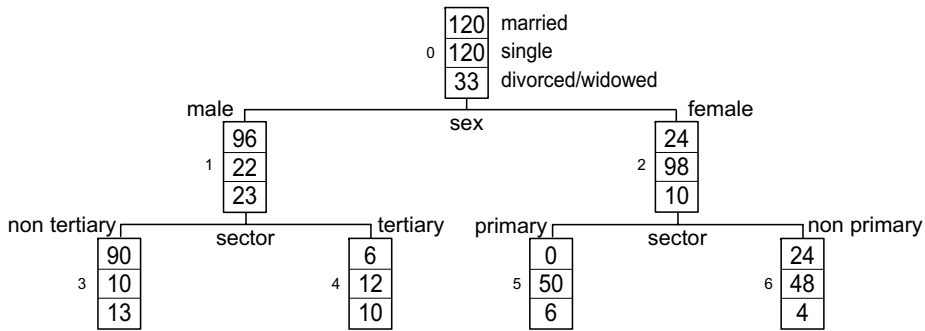 120 married
0 120 single
33 divorced/widowed
male female
sex
96 24
1 22 2 98
23 10
non tertiary tertiary primary non primary
sector sector
90 6 0 24
3 10 4 12 5 50 6 48
13 10 6 4